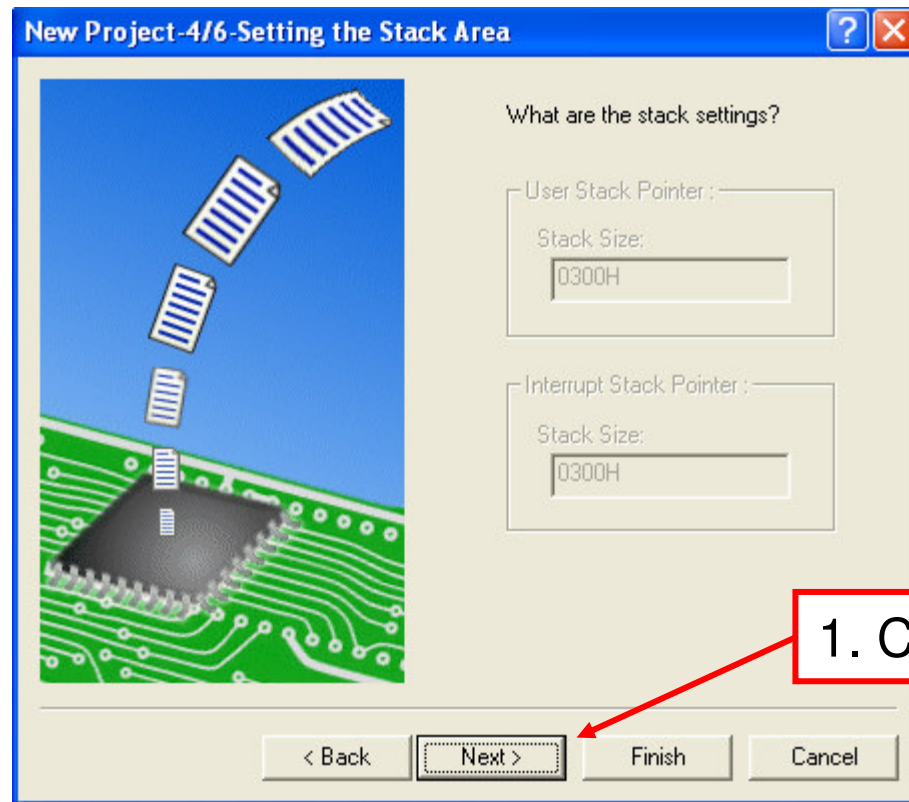 New Project-4/6-Setting the Stack Area
What are the stack settings?
User Stack Pointer :
Stack Size:
0300H
Interrupt Stack Pointer :
Stack Size:
0300H
1. C
< Back Next > Finish Cancel